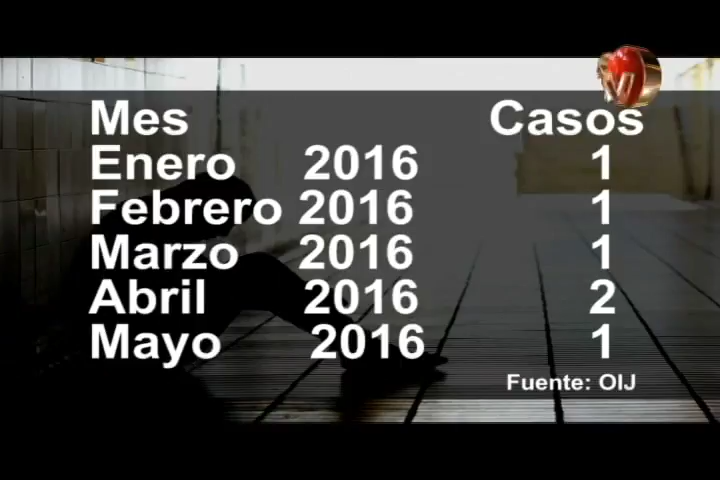 Mes Casos
Enero 2016 1
Febrero 2016 1
Marzo 2016 1
Abril 2016 2
Mayo 2016 1
Fuente: OIJ